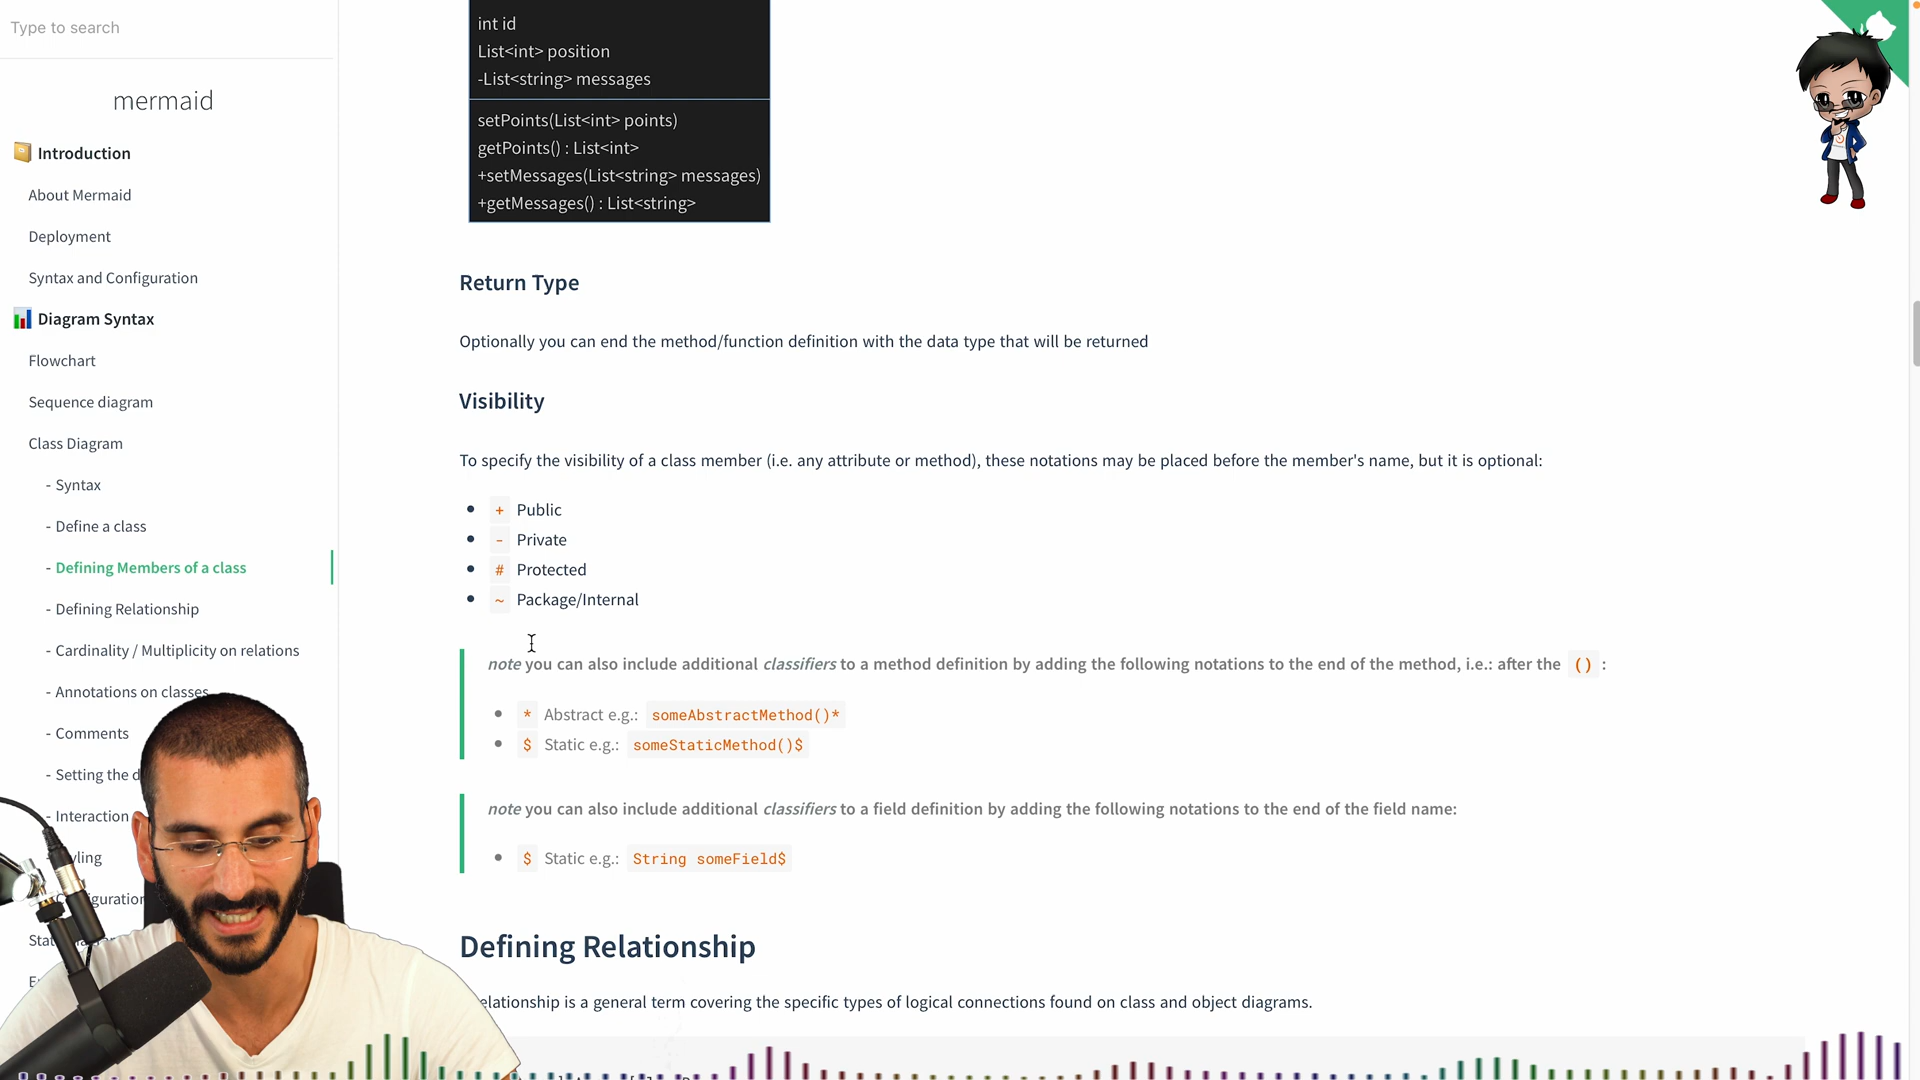 Type to search
mermaid
Introduction
About Mermaid
Deployment
Syntax and Configuration
Diagram Syntax
Flowchart
Sequence diagram
Class Diagram
- Syntax
- Define a class
- Defining Members of a class
- Defining Relationship
- Cardinality / Multiplicity on relations
- Annotations on classes
- Comments
- Setting the d
- Interaction
int id
List<int> position
-List<string> messages
setPoints(List<int> points)
getPoints() : List<int>
+setMessages(List<string> messages)
+getMessages() : List<string>
Return Type
Optionally you can end the method/function definition with the data type that will be returned
Visibility
To specify the visibility of a class member (i.e. any attribute or method), these notations may be placed before the member's name, but it is optional:
+ Public
- Private
# Protected
~ Package/Internal
note you can also include additional classifiers to a method definition by adding the following notations to the end of the method, i.e.: after the () :
* Abstract e.g.: someAbstractMethod()*
$ Static e.g.: someStaticMethod()$
note you can also include additional classifiers to a field definition by adding the following notations to the end of the field name:
$ Static e.g.: String someField$
Defining Relationship
elationship is a general term covering the specific types of logical connections found on class and object diagrams.